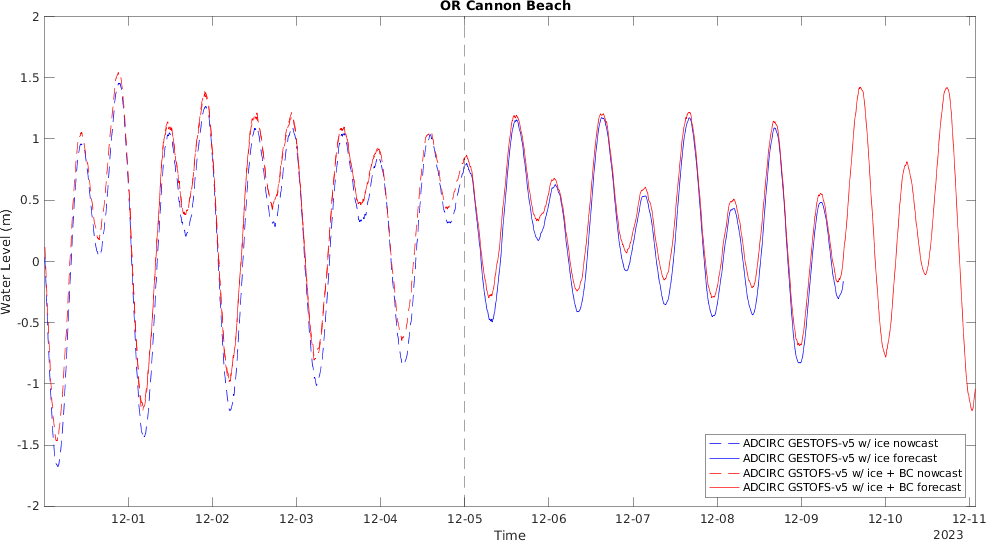 OR Cannon Beach
2
1.5
1
0.5
0
-0.5
-1
-1.5
-2
Water Level (m)
12-01 12-02 12-03 12-04 12-05 12-06 12-07 12-08 12-09 12-10 12-11
Time
2023
ADCIRC GESTOFS-v5 w/ ice nowcast
ADCIRC GESTOFS-v5 w/ ice forecast
ADCIRC GSTOFS-v5 w/ ice + BC nowcast
ADCIRC GSTOFS-v5 w/ ice + BC forecast